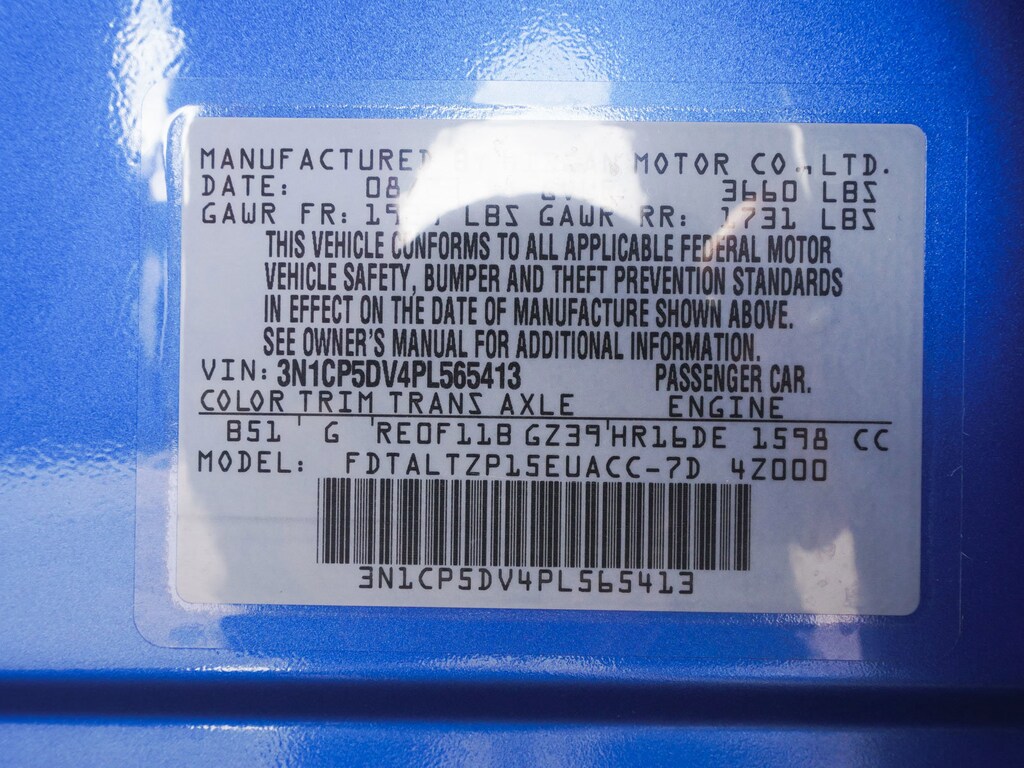 MANUFACTURED MOTOR CO.,LTD.
DATE: 08 3660 LBS
GAWR FR: LBS GAWR RR: 1731 LBS
THIS VEHICLE CONFORMS TO ALL APPLICABLE FEDERAL MOTOR
VEHICLE SAFETY, BUMPER AND THEFT PREVENTION STANDARDS
IN EFFECT ON THE DATE OF MANUFACTURE SHOWN ABOVE.
SEE OWNER'S MANUAL FOR ADDITIONAL INFORMATION.
VIN: 3N1CP5DV4PL565413 PASSENGER CAR.
COLOR TRIM TRANS AXLE ENGINE
B51 G RE0F11B GZ39 HR16DE 1598 CC
MODEL: FDTALTZP15EUACC-7D 4Z000
3N1CP5DV4PL565413